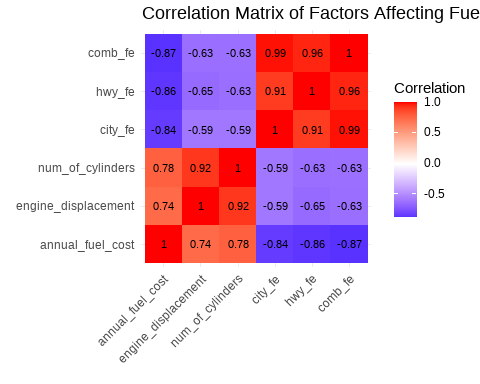 Correlation Matrix of Factors Affecting Fue
comb_fe -0.87 -0.63 -0.63 0.99 0.96 1
hwy_fe -0.86 -0.65 -0.63 0.91 1 0.96
city_fe -0.84 -0.59 -0.59 1 0.91 0.99
num_of_cylinders 0.78 0.92 1 -0.59 -0.63 -0.63
engine_displacement 0.74 1 0.92 -0.59 -0.65 -0.63
annual_fuel_cost 1 0.74 0.78 -0.84 -0.86 -0.87
annual_fuel_cost
engine_displacement
num_of_cylinders
city_fe
hwy_fe
comb_fe
Correlation
1.0
0.5
0.0
-0.5